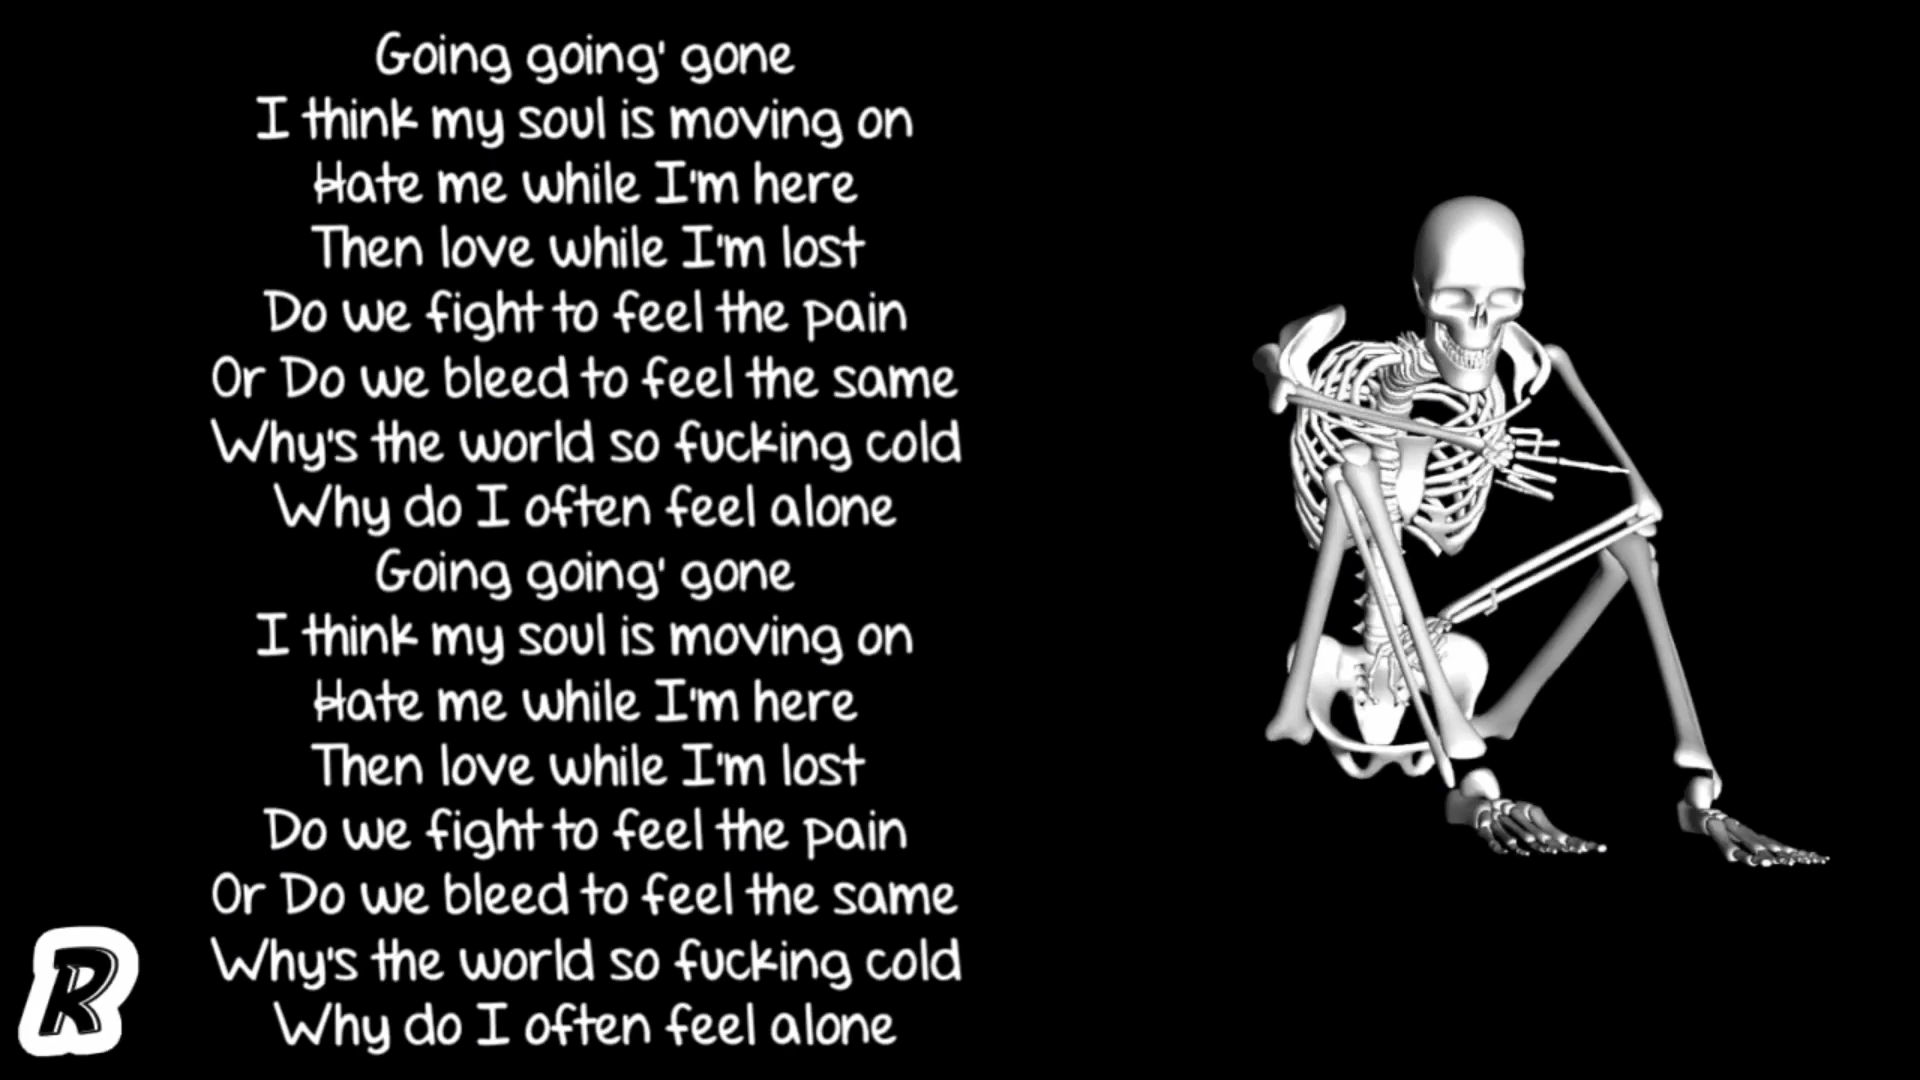 Going going' gone
I think my soul is moving on
Hate me while I'm here
Then love while I'm lost
Do we fight to feel the pain
Or Do we bleed to feel the same
Why's the world so fucking cold
Why do I often feel alone
Going going' gone
I think my soul is moving on
Hate me while I'm here
Then love while I'm lost
Do we fight to feel the pain
Or Do we bleed to feel the same
Why's the world so fucking cold
Why do I often feel alone
R